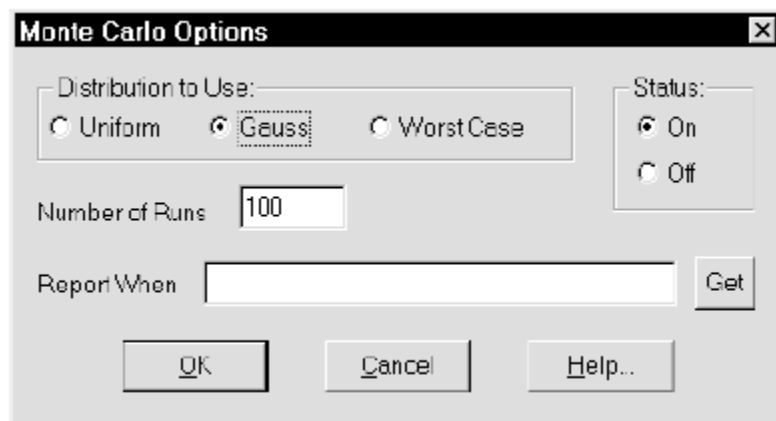 Monte Carlo Options
Distribution to Use:
Uniform Gauss Worst Case
Status:
On
Off
Number of Runs 100
Report When Get
OK Cancel Help...